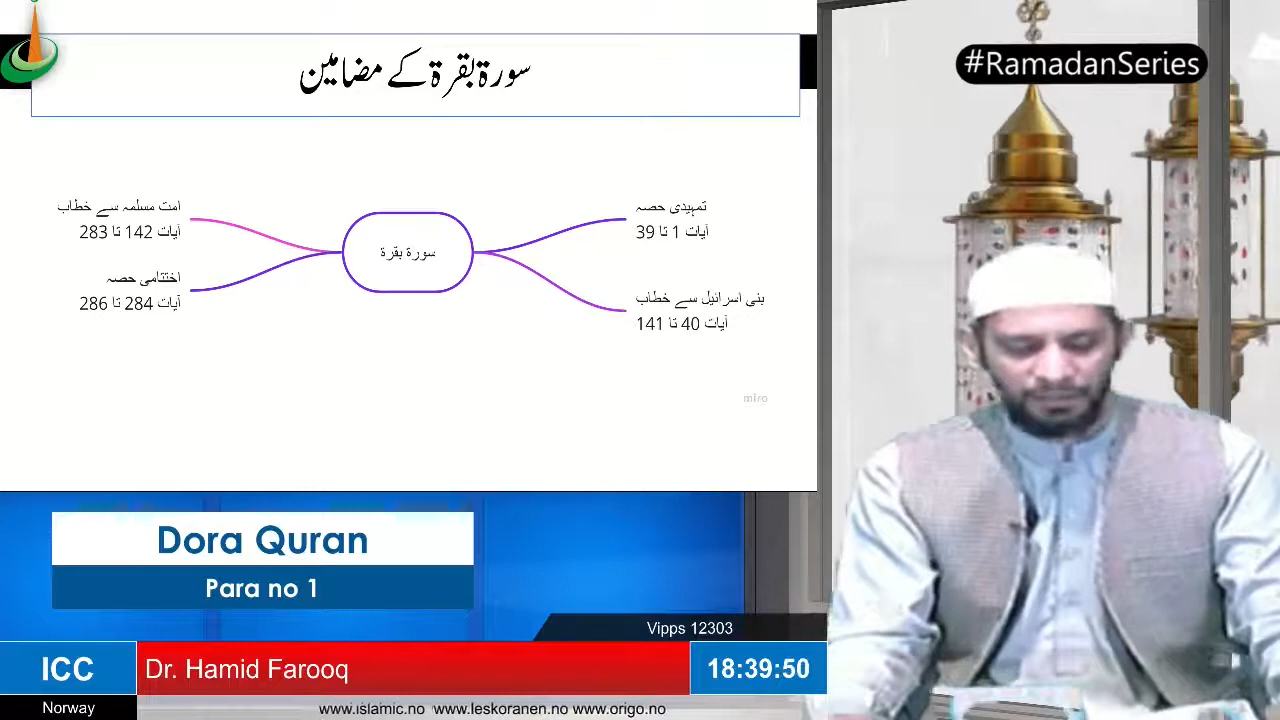 سورۃ بقرۃ کے مضامین
#RamadanSeries
تمہیدی حصہ
آیات 1 تا 39
بنی اسرائیل سے خطاب
آیات 40 تا 141
سورۃ بقرۃ
امت مسلمہ سے خطاب
آیات 142 تا 283
اختتامی حصہ
آیات 284 تا 286
miro
Dora Quran
Para no 1
Vipps 12303
ICC
Dr. Hamid Farooq
18:39:50
Norway
www.islamic.no www.leskoranen.no www.origo.no